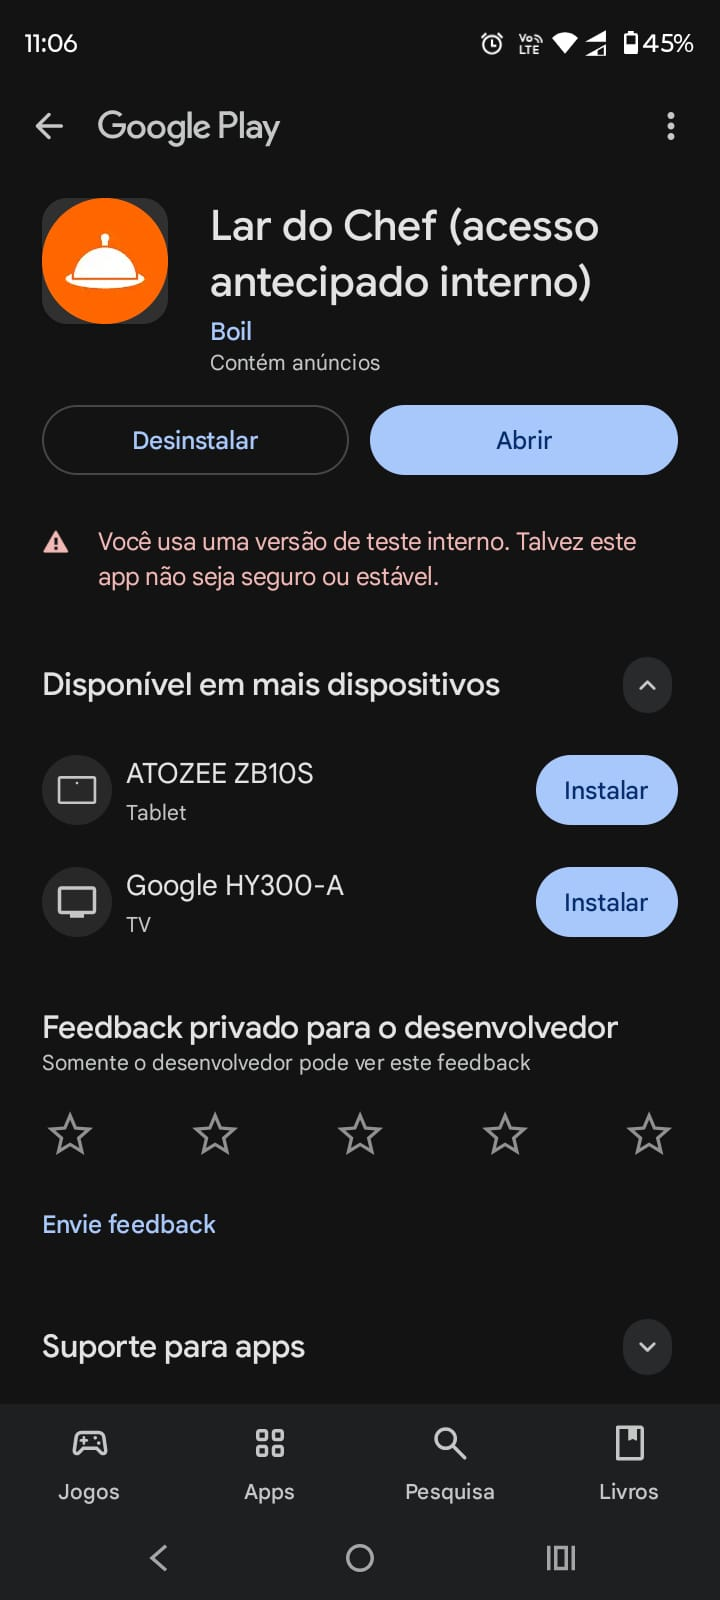 11:06
Vo LTE
45%
Google Play
Lar do Chef (acesso
antecipado interno)
Boil
Contém anúncios
Desinstalar
Abrir
Você usa uma versão de teste interno. Talvez este
app não seja seguro ou estável.
Disponível em mais dispositivos
ATOZEE ZB10S
Tablet
Instalar
Google HY300-A
TV
Instalar
Feedback privado para o desenvolvedor
Somente o desenvolvedor pode ver este feedback
Envie feedback
Suporte para apps
Jogos
Apps
Pesquisa
Livros